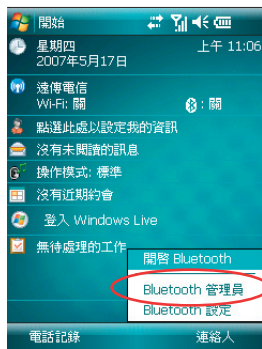 開始
星期四
上午 11:06
2007年5月17日
遠傳電信
Wi-Fi: 關
: 關
點選此處以設定我的資訊
沒有未閱讀的訊息
操作模式: 標準
沒有近期約會
登入 Windows Live
無待處理的工作
開啓 Bluetooth
Bluetooth 管理員
Bluetooth 設定
電話記錄
連絡人